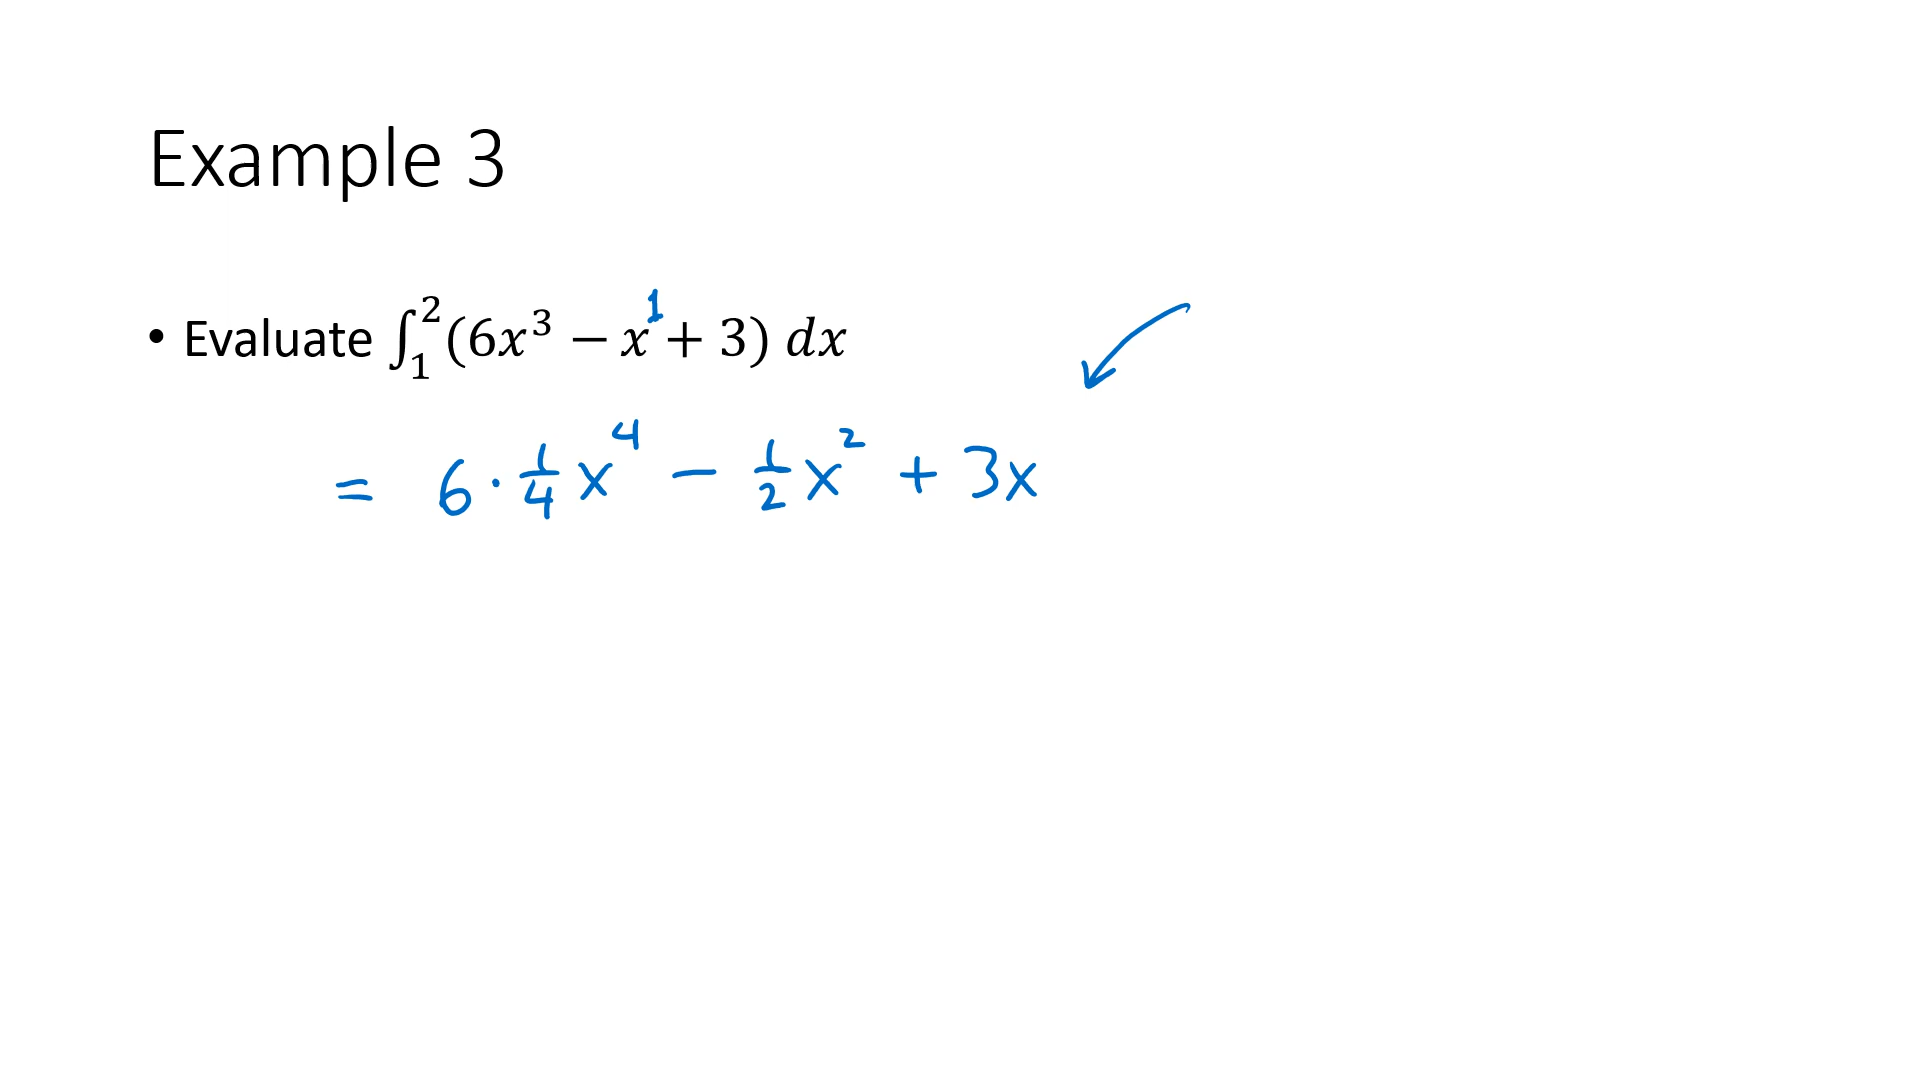 Example 3
• Evaluate ∫₁²(6x³ − x¹ + 3) dx
= 6 · 1/4 x⁴ − 1/2 x² + 3x